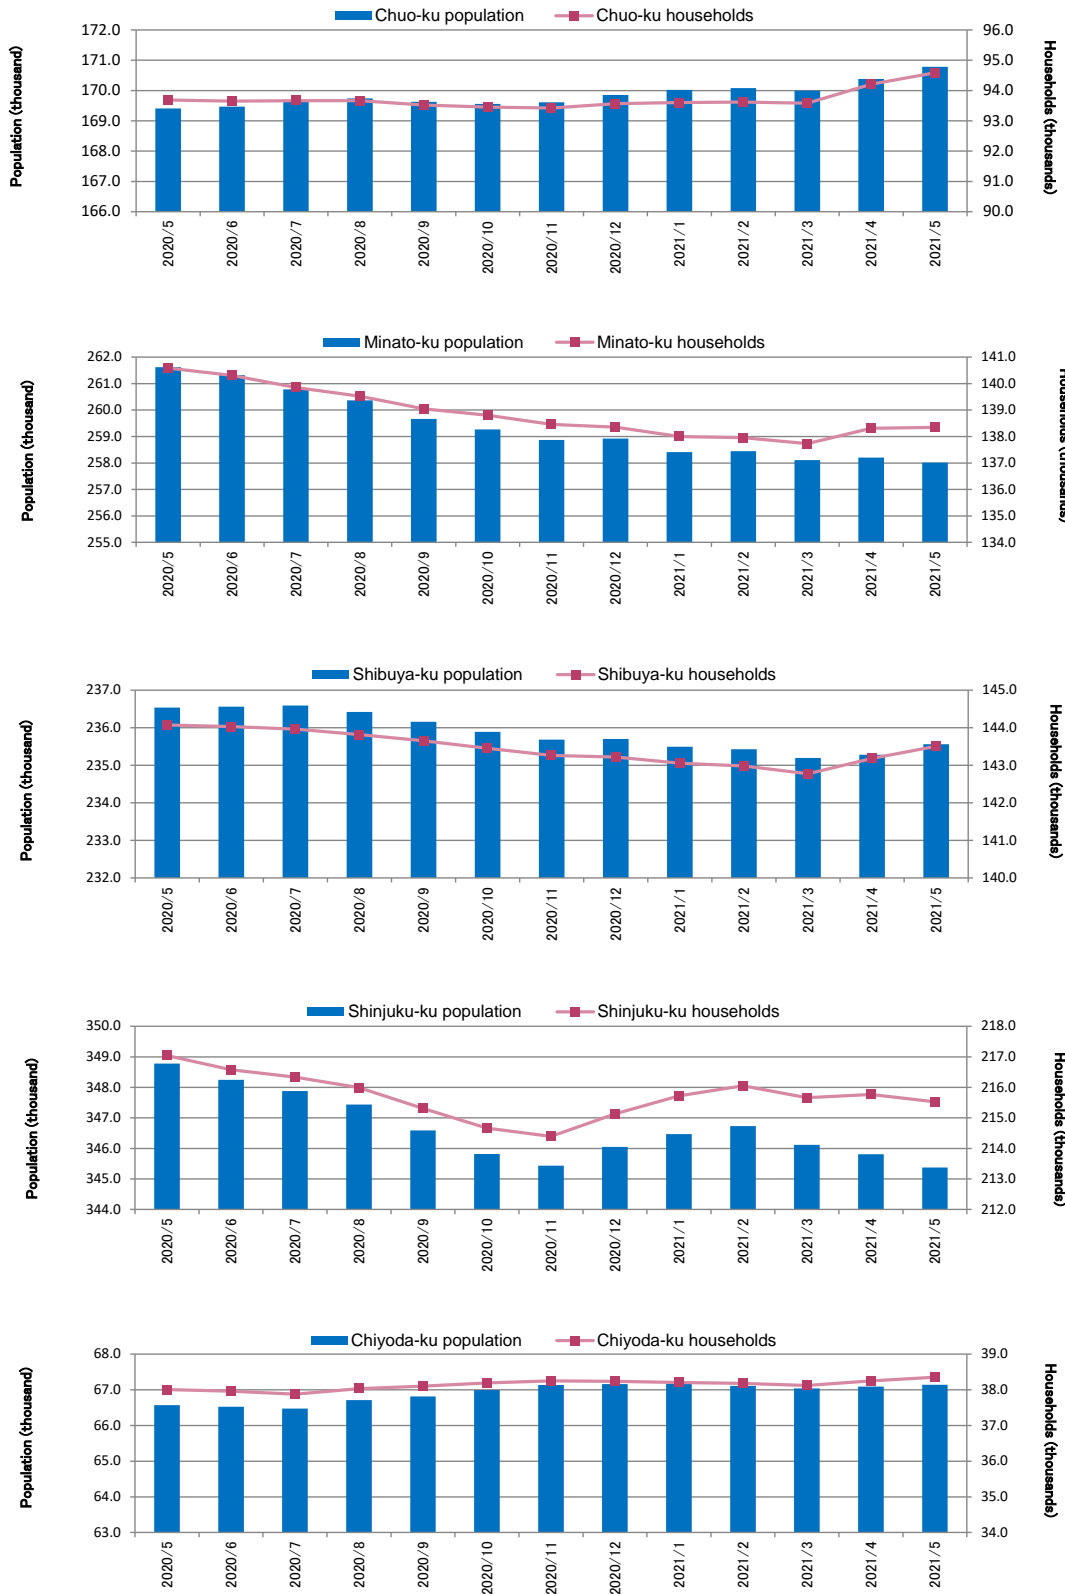 Chuo-ku population Chuo-ku households
Population (thousand)
Households (thousands)
172.0 96.0
171.0 95.0
170.0 94.0
169.0 93.0
168.0 92.0
167.0 91.0
166.0 90.0
2020/5 2020/6 2020/7 2020/8 2020/9 2020/10 2020/11 2020/12 2021/1 2021/2 2021/3 2021/4 2021/5
Minato-ku population Minato-ku households
Population (thousand)
Households (thousands)
262.0 141.0
261.0 140.0
260.0 139.0
259.0 138.0
258.0 137.0
257.0 136.0
256.0 135.0
255.0 134.0
2020/5 2020/6 2020/7 2020/8 2020/9 2020/10 2020/11 2020/12 2021/1 2021/2 2021/3 2021/4 2021/5
Shibuya-ku population Shibuya-ku households
Population (thousand)
Households (thousands)
237.0 145.0
236.0 144.0
235.0 143.0
234.0 142.0
233.0 141.0
232.0 140.0
2020/5 2020/6 2020/7 2020/8 2020/9 2020/10 2020/11 2020/12 2021/1 2021/2 2021/3 2021/4 2021/5
Shinjuku-ku population Shinjuku-ku households
Population (thousand)
Households (thousands)
350.0 218.0
349.0 217.0
348.0 216.0
347.0 215.0
346.0 214.0
345.0 213.0
344.0 212.0
2020/5 2020/6 2020/7 2020/8 2020/9 2020/10 2020/11 2020/12 2021/1 2021/2 2021/3 2021/4 2021/5
Chiyoda-ku population Chiyoda-ku households
Population (thousand)
Households (thousands)
68.0 39.0
67.0 38.0
66.0 37.0
65.0 36.0
64.0 35.0
63.0 34.0
2020/5 2020/6 2020/7 2020/8 2020/9 2020/10 2020/11 2020/12 2021/1 2021/2 2021/3 2021/4 2021/5